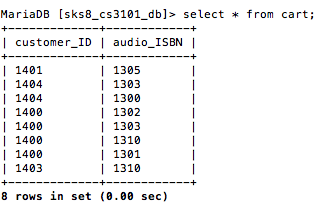 MariaDB [sks8_cs3101_db]> select * from cart;
+-------------+------------+
| customer_ID | audio_ISBN |
+-------------+------------+
| 1401        | 1305       |
| 1404        | 1303       |
| 1404        | 1300       |
| 1400        | 1302       |
| 1400        | 1303       |
| 1400        | 1310       |
| 1400        | 1301       |
| 1403        | 1310       |
+-------------+------------+
8 rows in set (0.00 sec)